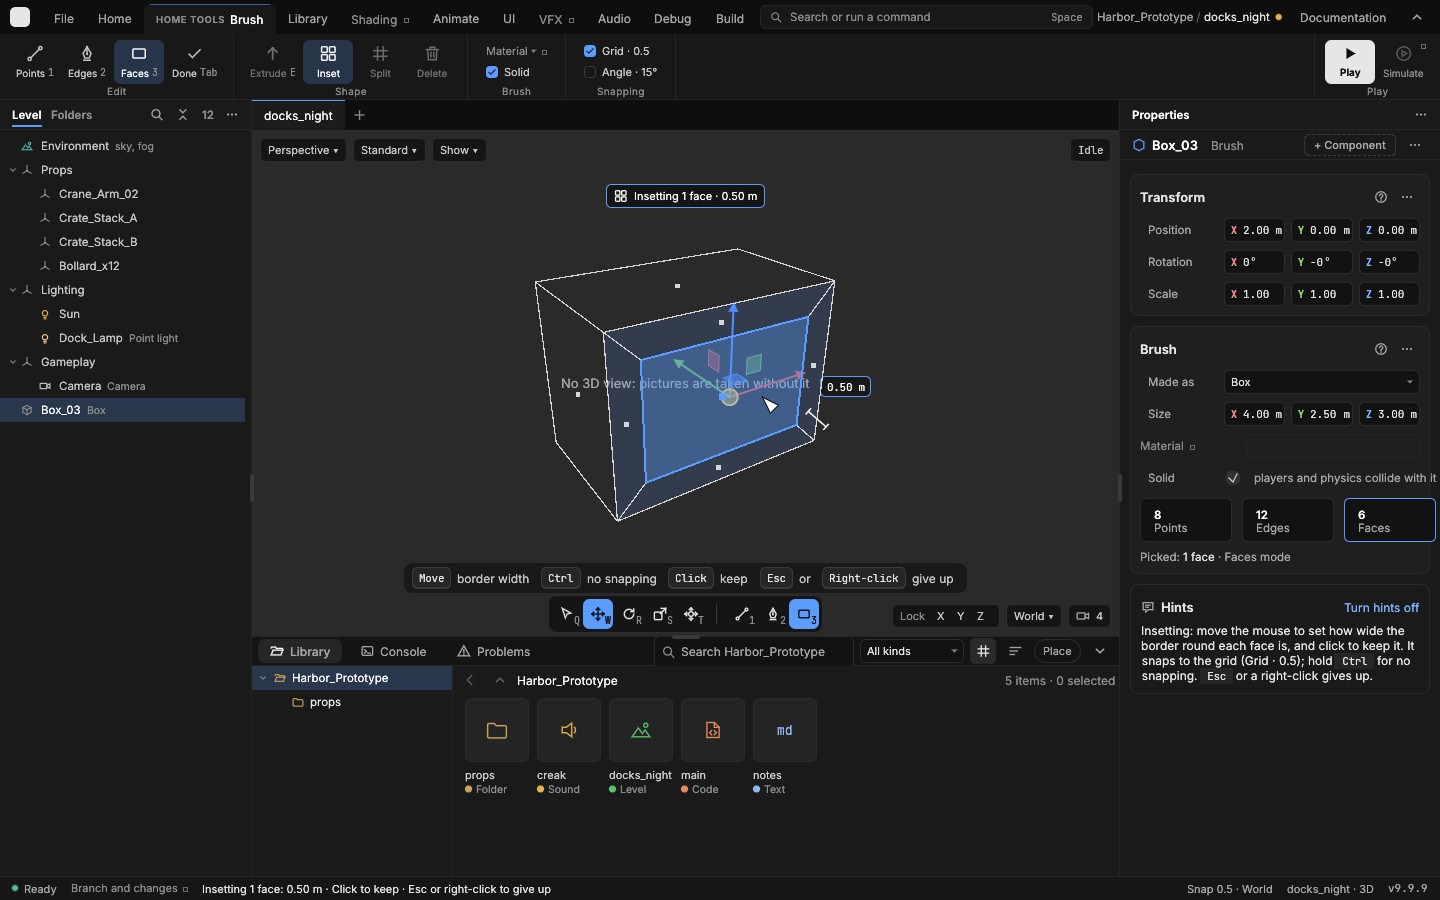 File Home HOME TOOLS Brush Library Shading Animate UI VFX Audio Debug Build Search or run a command Space Harbor_Prototype / docks_night Documentation
Points 1 Edges 2 Faces 3 Done Tab
Edit
Extrude E Inset Split Delete
Shape
Material
Solid
Brush
Grid · 0.5
Angle · 15°
Snapping
Play Simulate
Play
Level Folders 12
Environment sky, fog
Props
Crane_Arm_02
Crate_Stack_A
Crate_Stack_B
Bollard_x12
Lighting
Sun
Dock_Lamp Point light
Gameplay
Camera Camera
Box_03 Box
docks_night
Perspective Standard Show Idle
Insetting 1 face · 0.50 m
No 3D view: pictures are taken without it
0.50 m
Move border width Ctrl no snapping Click keep Esc or Right-click give up
Q W R S T 1 2 3
Lock X Y Z World 4
Library Console Problems Search Harbor_Prototype All kinds Place
Harbor_Prototype
props
Harbor_Prototype 5 items · 0 selected
md
props creak docks_night main notes
Folder Sound Level Code Text
Properties
Box_03 Brush + Component
Transform
Position X 2.00 m Y 0.00 m Z 0.00 m
Rotation X 0° Y -0° Z -0°
Scale X 1.00 Y 1.00 Z 1.00
Brush
Made as Box
Size X 4.00 m Y 2.50 m Z 3.00 m
Material
Solid players and physics collide with it
8 Points
12 Edges
6 Faces
Picked: 1 face · Faces mode
Hints Turn hints off
Insetting: move the mouse to set how wide the
border round each face is, and click to keep it. It
snaps to the grid (Grid · 0.5); hold Ctrl for no
snapping. Esc or a right-click gives up.
Ready Branch and changes Insetting 1 face: 0.50 m · Click to keep · Esc or right-click to give up Snap 0.5 · World docks_night · 3D v9.9.9